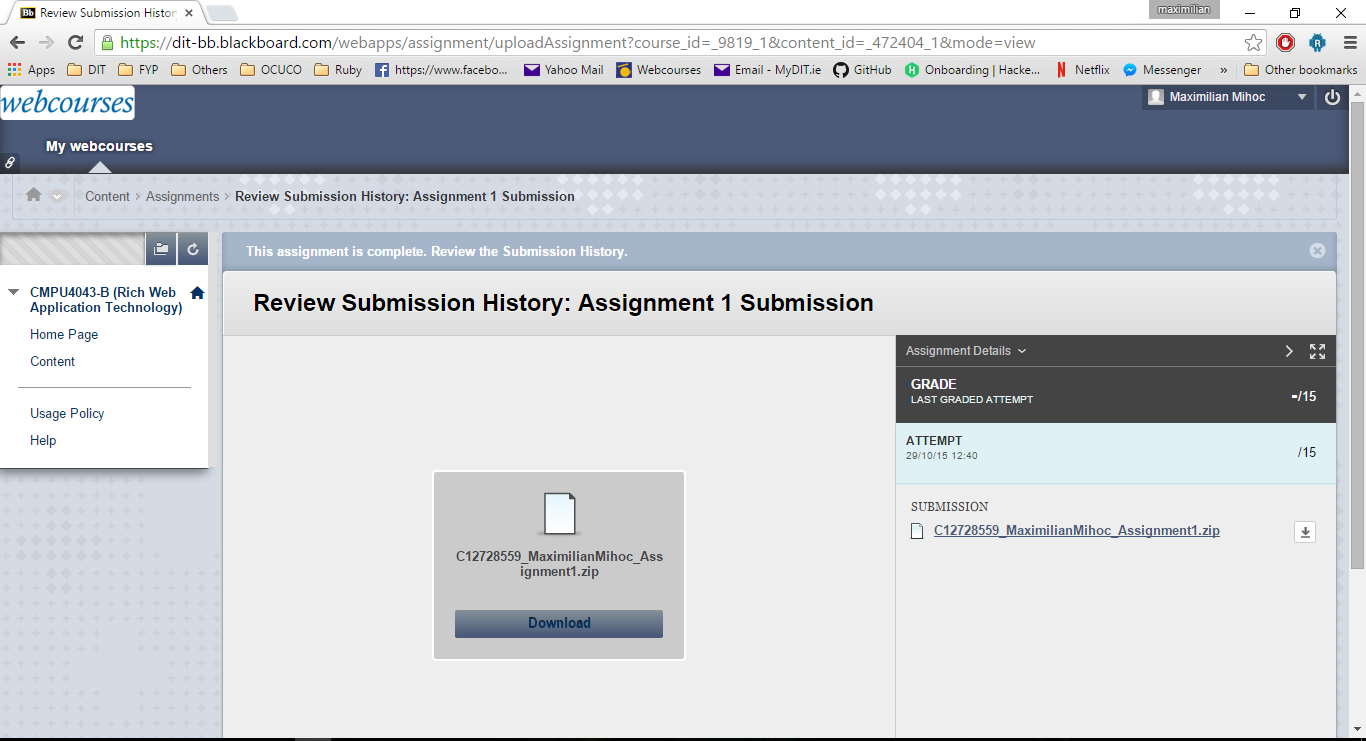 Bb Review Submission Histor
maximilian
https://dit-bb.blackboard.com/webapps/assignment/uploadAssignment?course_id=_9819_1&content_id=_472404_1&mode=view
Apps DIT FYP Others OCUCO Ruby https://www.facebo... Yahoo Mail Webcourses Email - MyDIT.ie GitHub Onboarding | Hacke... Netflix Messenger » Other bookmarks
webcourses
Maximilian Mihoc
My webcourses
Content > Assignments > Review Submission History: Assignment 1 Submission
This assignment is complete. Review the Submission History.
CMPU4043-B (Rich Web
Application Technology)
Home Page
Content
Usage Policy
Help
Review Submission History: Assignment 1 Submission
C12728559_MaximilianMihoc_Ass
ignment1.zip
Download
Assignment Details
GRADE
LAST GRADED ATTEMPT
-/15
ATTEMPT
29/10/15 12:40
/15
SUBMISSION
C12728559_MaximilianMihoc_Assignment1.zip